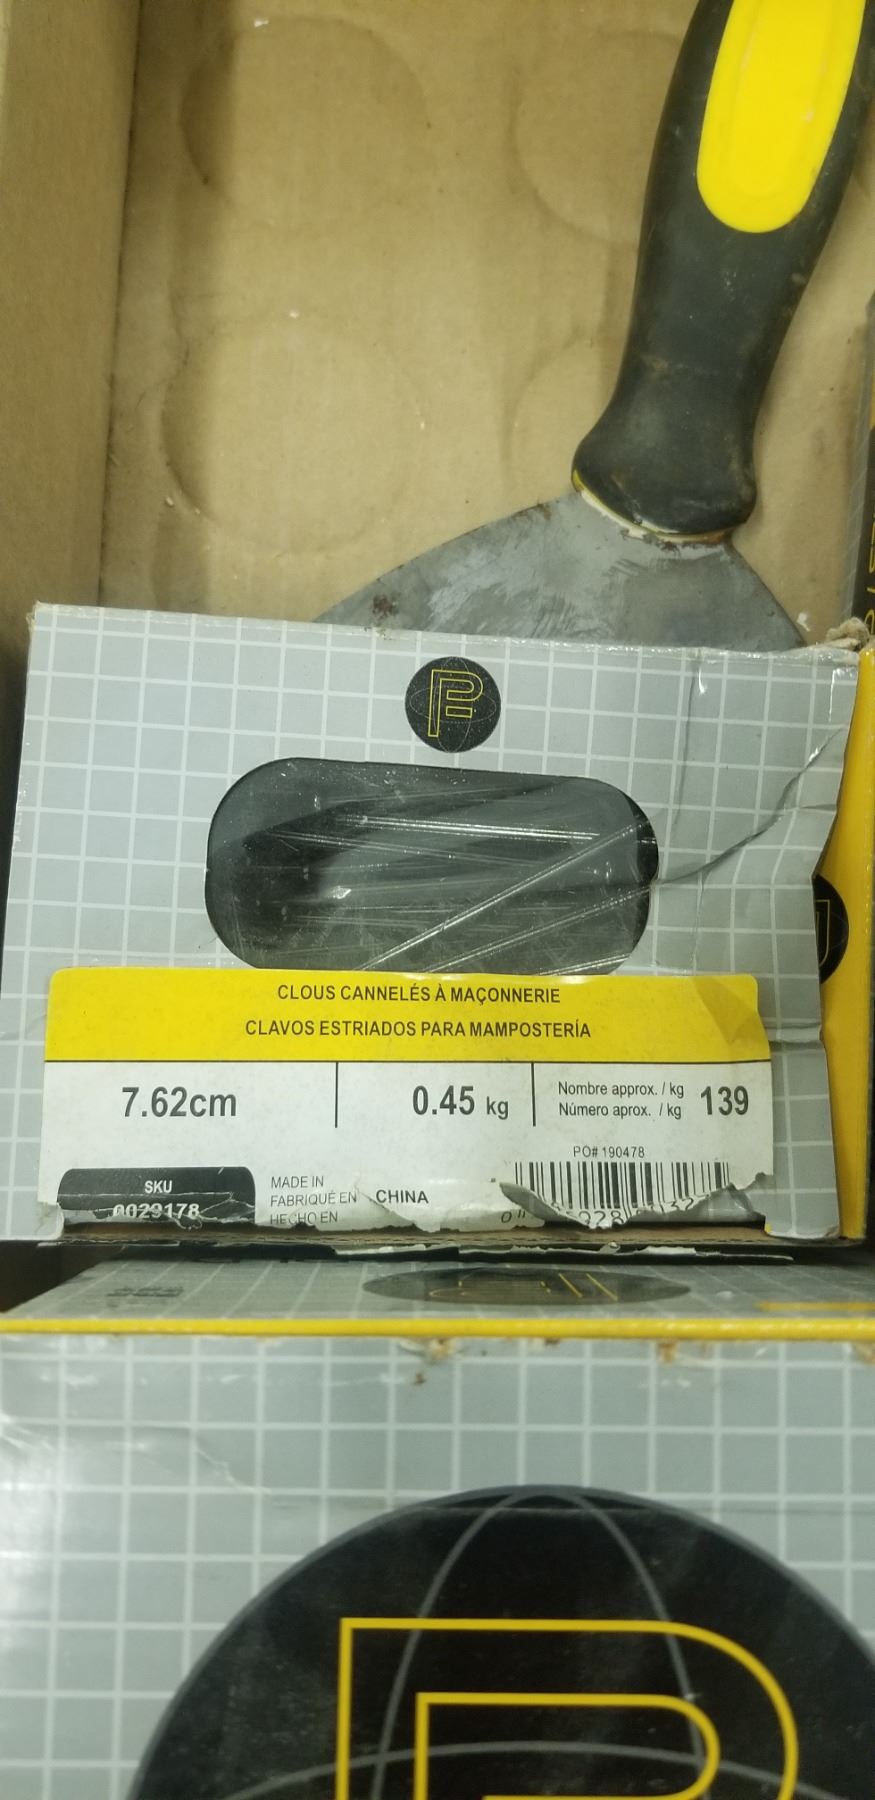 CLOUS CANNELÉS À MAÇONNERIE
CLAVOS ESTRIADOS PARA MAMPOSTERÍA
7.62cm
0.45 kg
Nombre approx. / kg
Número aprox. / kg
139
PO# 190478
SKU
0029178
MADE IN
FABRIQUÉ EN
HECHO EN
CHINA